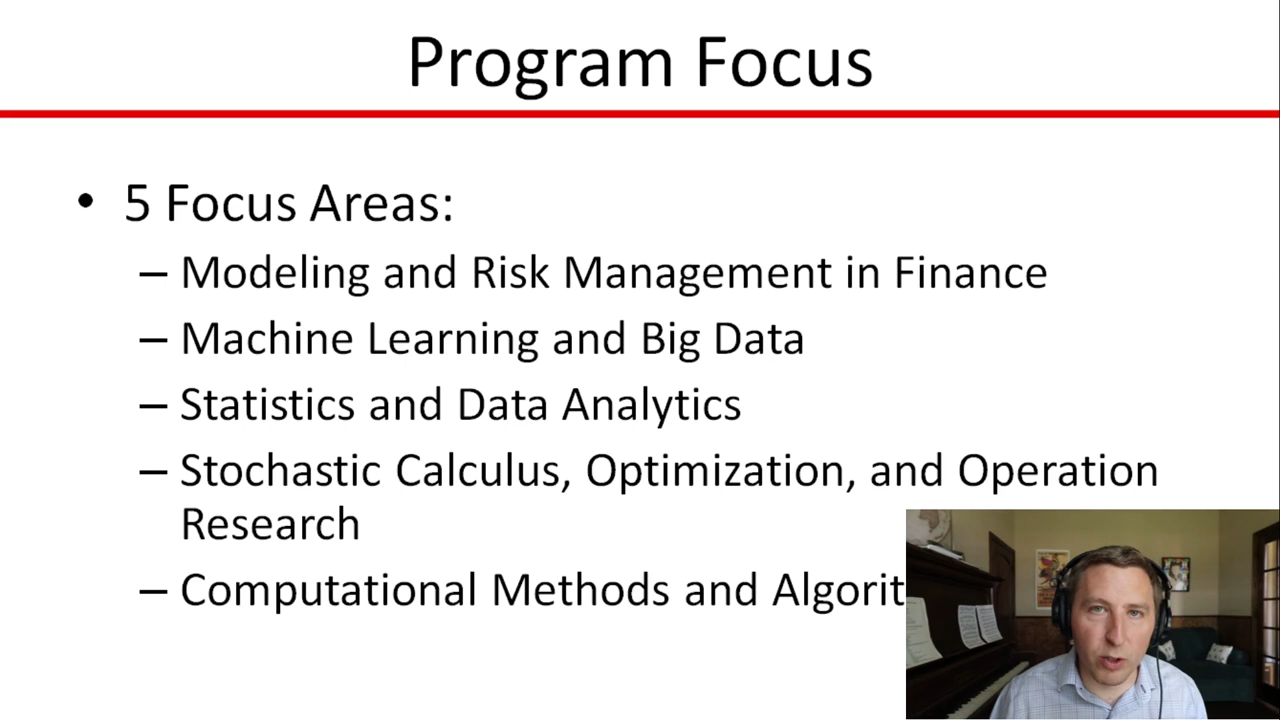 Program Focus
• 5 Focus Areas:
– Modeling and Risk Management in Finance
– Machine Learning and Big Data
– Statistics and Data Analytics
– Stochastic Calculus, Optimization, and Operation
Research
– Computational Methods and Algorit